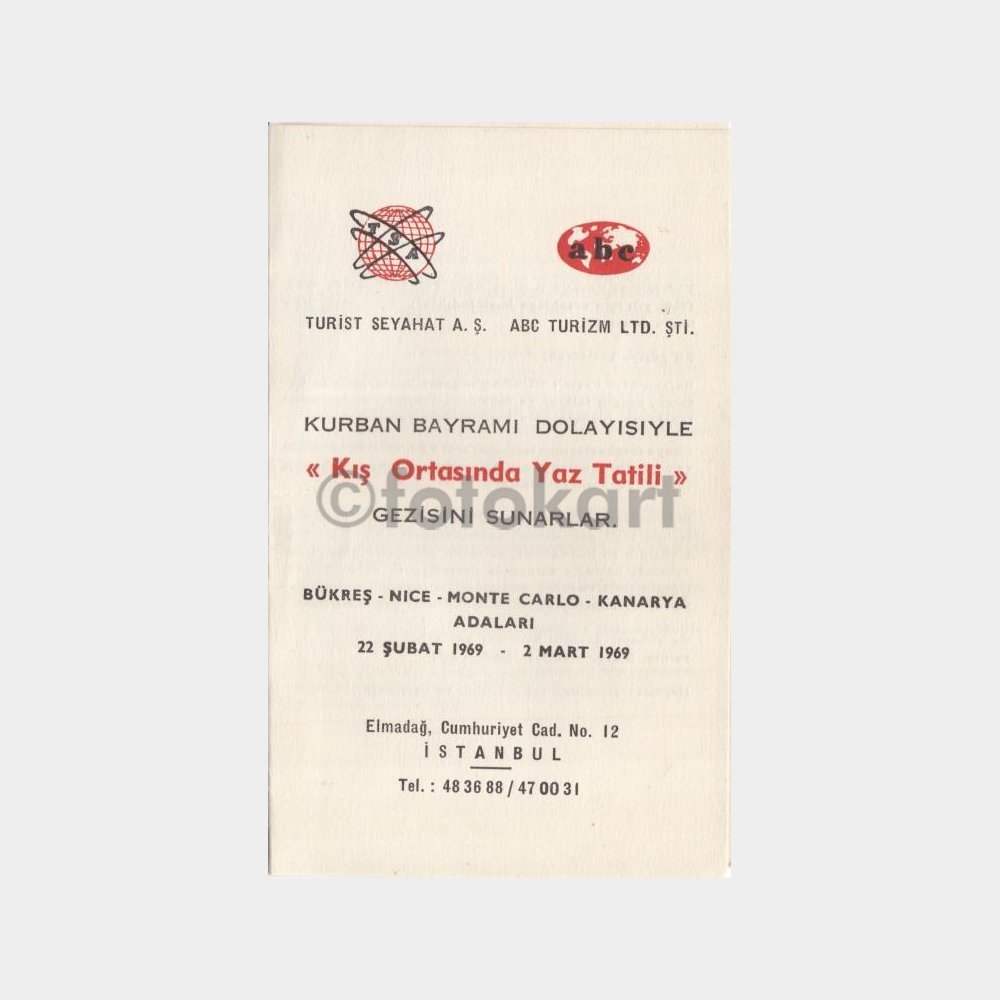 TSA
abc
TURİST SEYAHAT A. Ş. ABC TURİZM LTD. ŞTİ.
KURBAN BAYRAMI DOLAYISIYLE
« Kış Ortasında Yaz Tatili »
©fotokart
GEZİSİNİ SUNARLAR.
BÜKREŞ - NICE - MONTE CARLO - KANARYA
ADALARI
22 ŞUBAT 1969 - 2 MART 1969
Elmadağ, Cumhuriyet Cad. No. 12
İSTANBUL
Tel. : 48 36 88 / 47 00 31